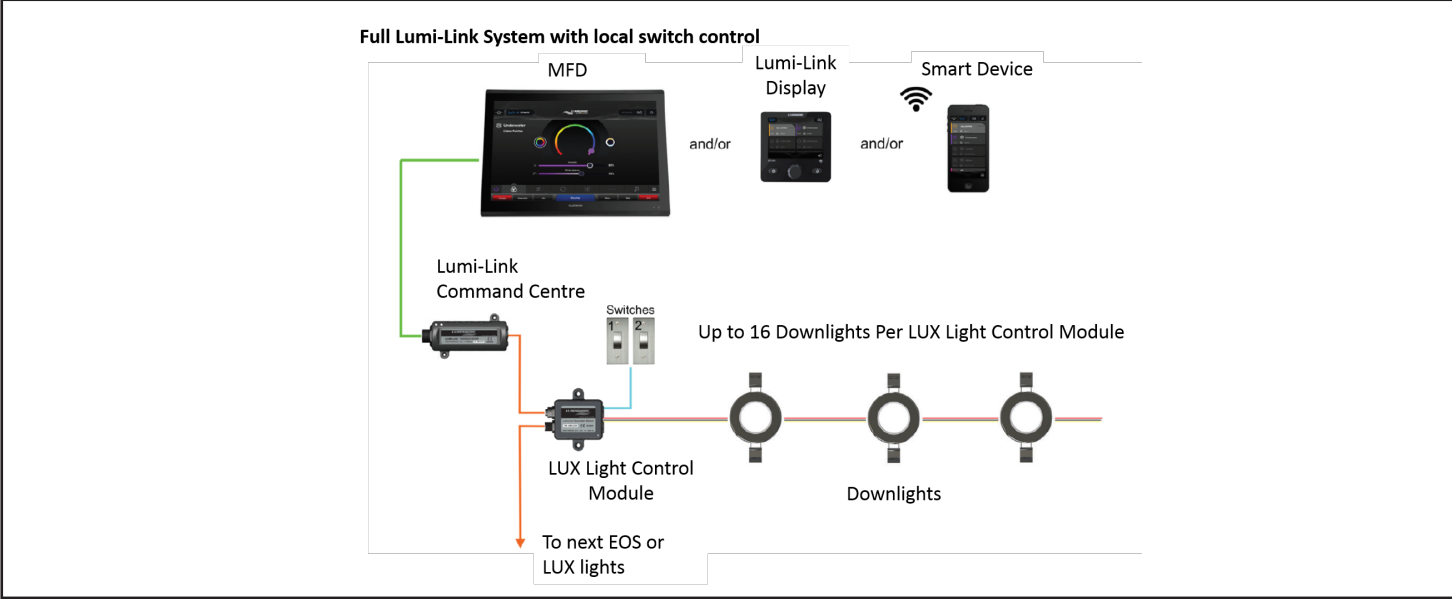 Full Lumi-Link System with local switch control
MFD
Lumi-Link
Display
Smart Device
and/or
and/or
Underwater
Lumi-Link
Command Centre
Switches
1
2
Up to 16 Downlights Per LUX Light Control Module
LUX Light Control
Module
Downlights
To next EOS or
LUX lights